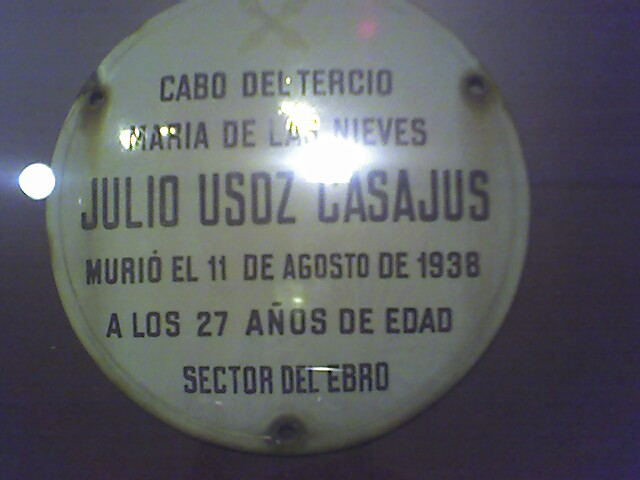 CABO DEL TERCIO
MARIA DE LAS NIEVES
JULIO USOZ CASAJUS
MURIÓ EL 11 DE AGOSTO DE 1938
A LOS 27 AÑOS DE EDAD
SECTOR DEL EBRO